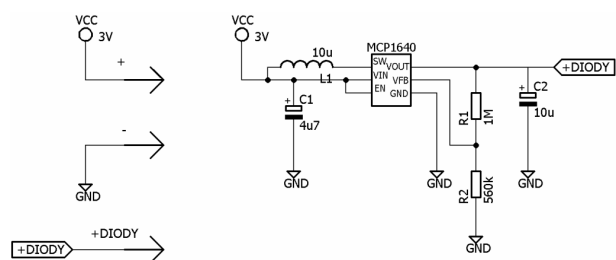 VCC
3V
+
-
GND
+DIODY
+DIODY
VCC
3V
10u
L1
+
C1
4u7
GND
MCP1640
SW
VOUT
VIN
VFB
EN
GND
GND
R1
1M
R2
560k
GND
+
C2
10u
GND
+DIODY